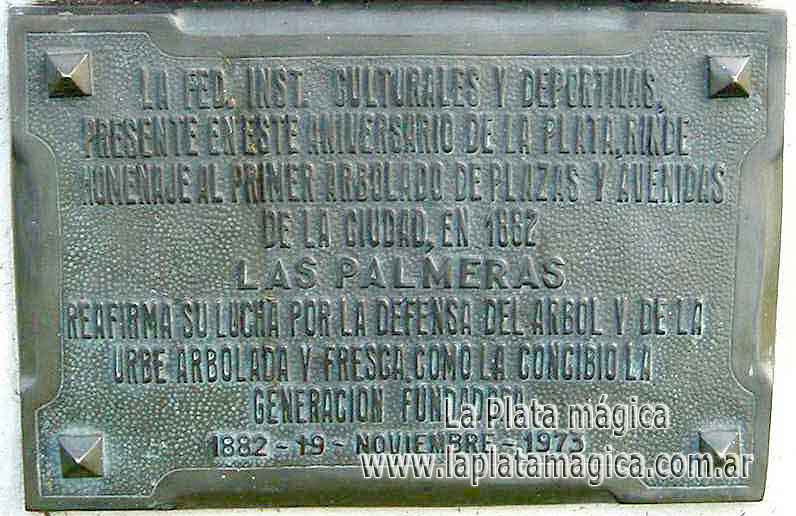 LA FED. INST. CULTURALES Y DEPORTIVAS,
PRESENTE EN ESTE ANIVERSARIO DE LA PLATA, RINDE
HOMENAJE AL PRIMER ARBOLADO DE PLAZAS Y AVENIDAS
DE LA CIUDAD, EN 1882
LAS PALMERAS
REAFIRMA SU LUCHA POR LA DEFENSA DEL ARBOL Y DE LA
URBE ARBOLADA Y FRESCA, COMO LA CONCIBIO LA
GENERACION FUNDADORA
1882 - 19 - NOVIEMBRE - 1973
La Plata mágica
www.laplatamagica.com.ar